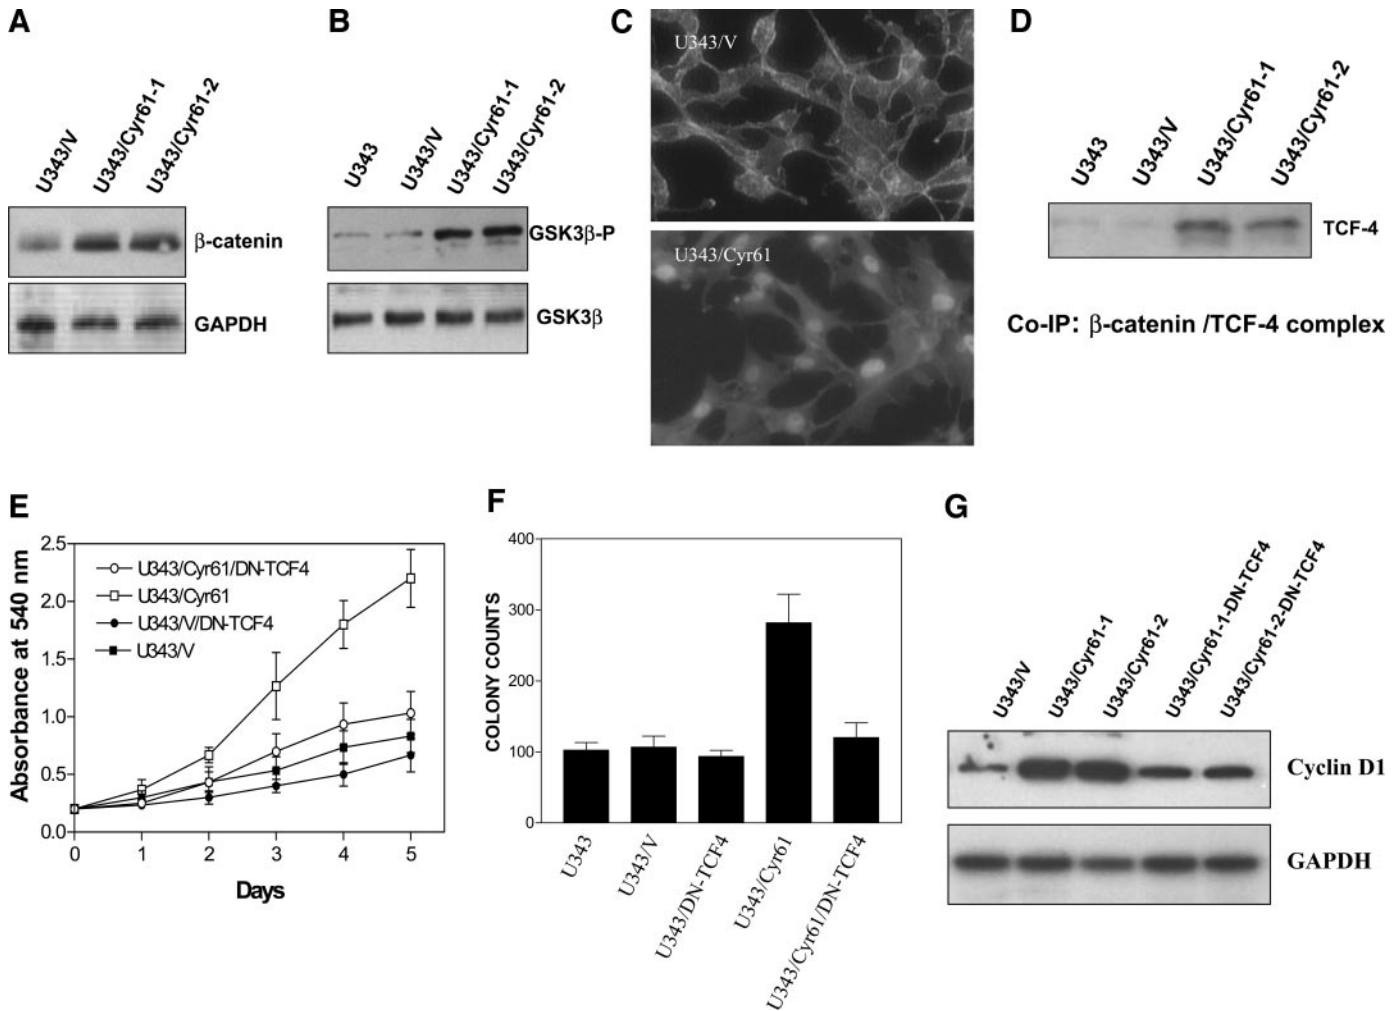 A
U343/V
U343/Cyr61-1
U343/Cyr61-2
β-catenin
GAPDH
B
U343
U343/V
U343/Cyr61-1
U343/Cyr61-2
GSK3β-P
GSK3β
C
U343/V
U343/Cyr61
D
U343
U343/V
U343/Cyr61-1
U343/Cyr61-2
TCF-4
Co-IP: β-catenin /TCF-4 complex
E
Absorbance at 540 nm
2.5
2.0
1.5
1.0
0.5
0.0
U343/Cyr61/DN-TCF4
U343/Cyr61
U343/V/DN-TCF4
U343/V
0 1 2 3 4 5
Days
F
COLONY COUNTS
400
300
200
100
0
U343
U343/V
U343/DN-TCF4
U343/Cyr61
U343/Cyr61/DN-TCF4
G
U343/V
U343/Cyr61-1
U343/Cyr61-2
U343/Cyr61-1-DN-TCF4
U343/Cyr61-2-DN-TCF4
Cyclin D1
GAPDH